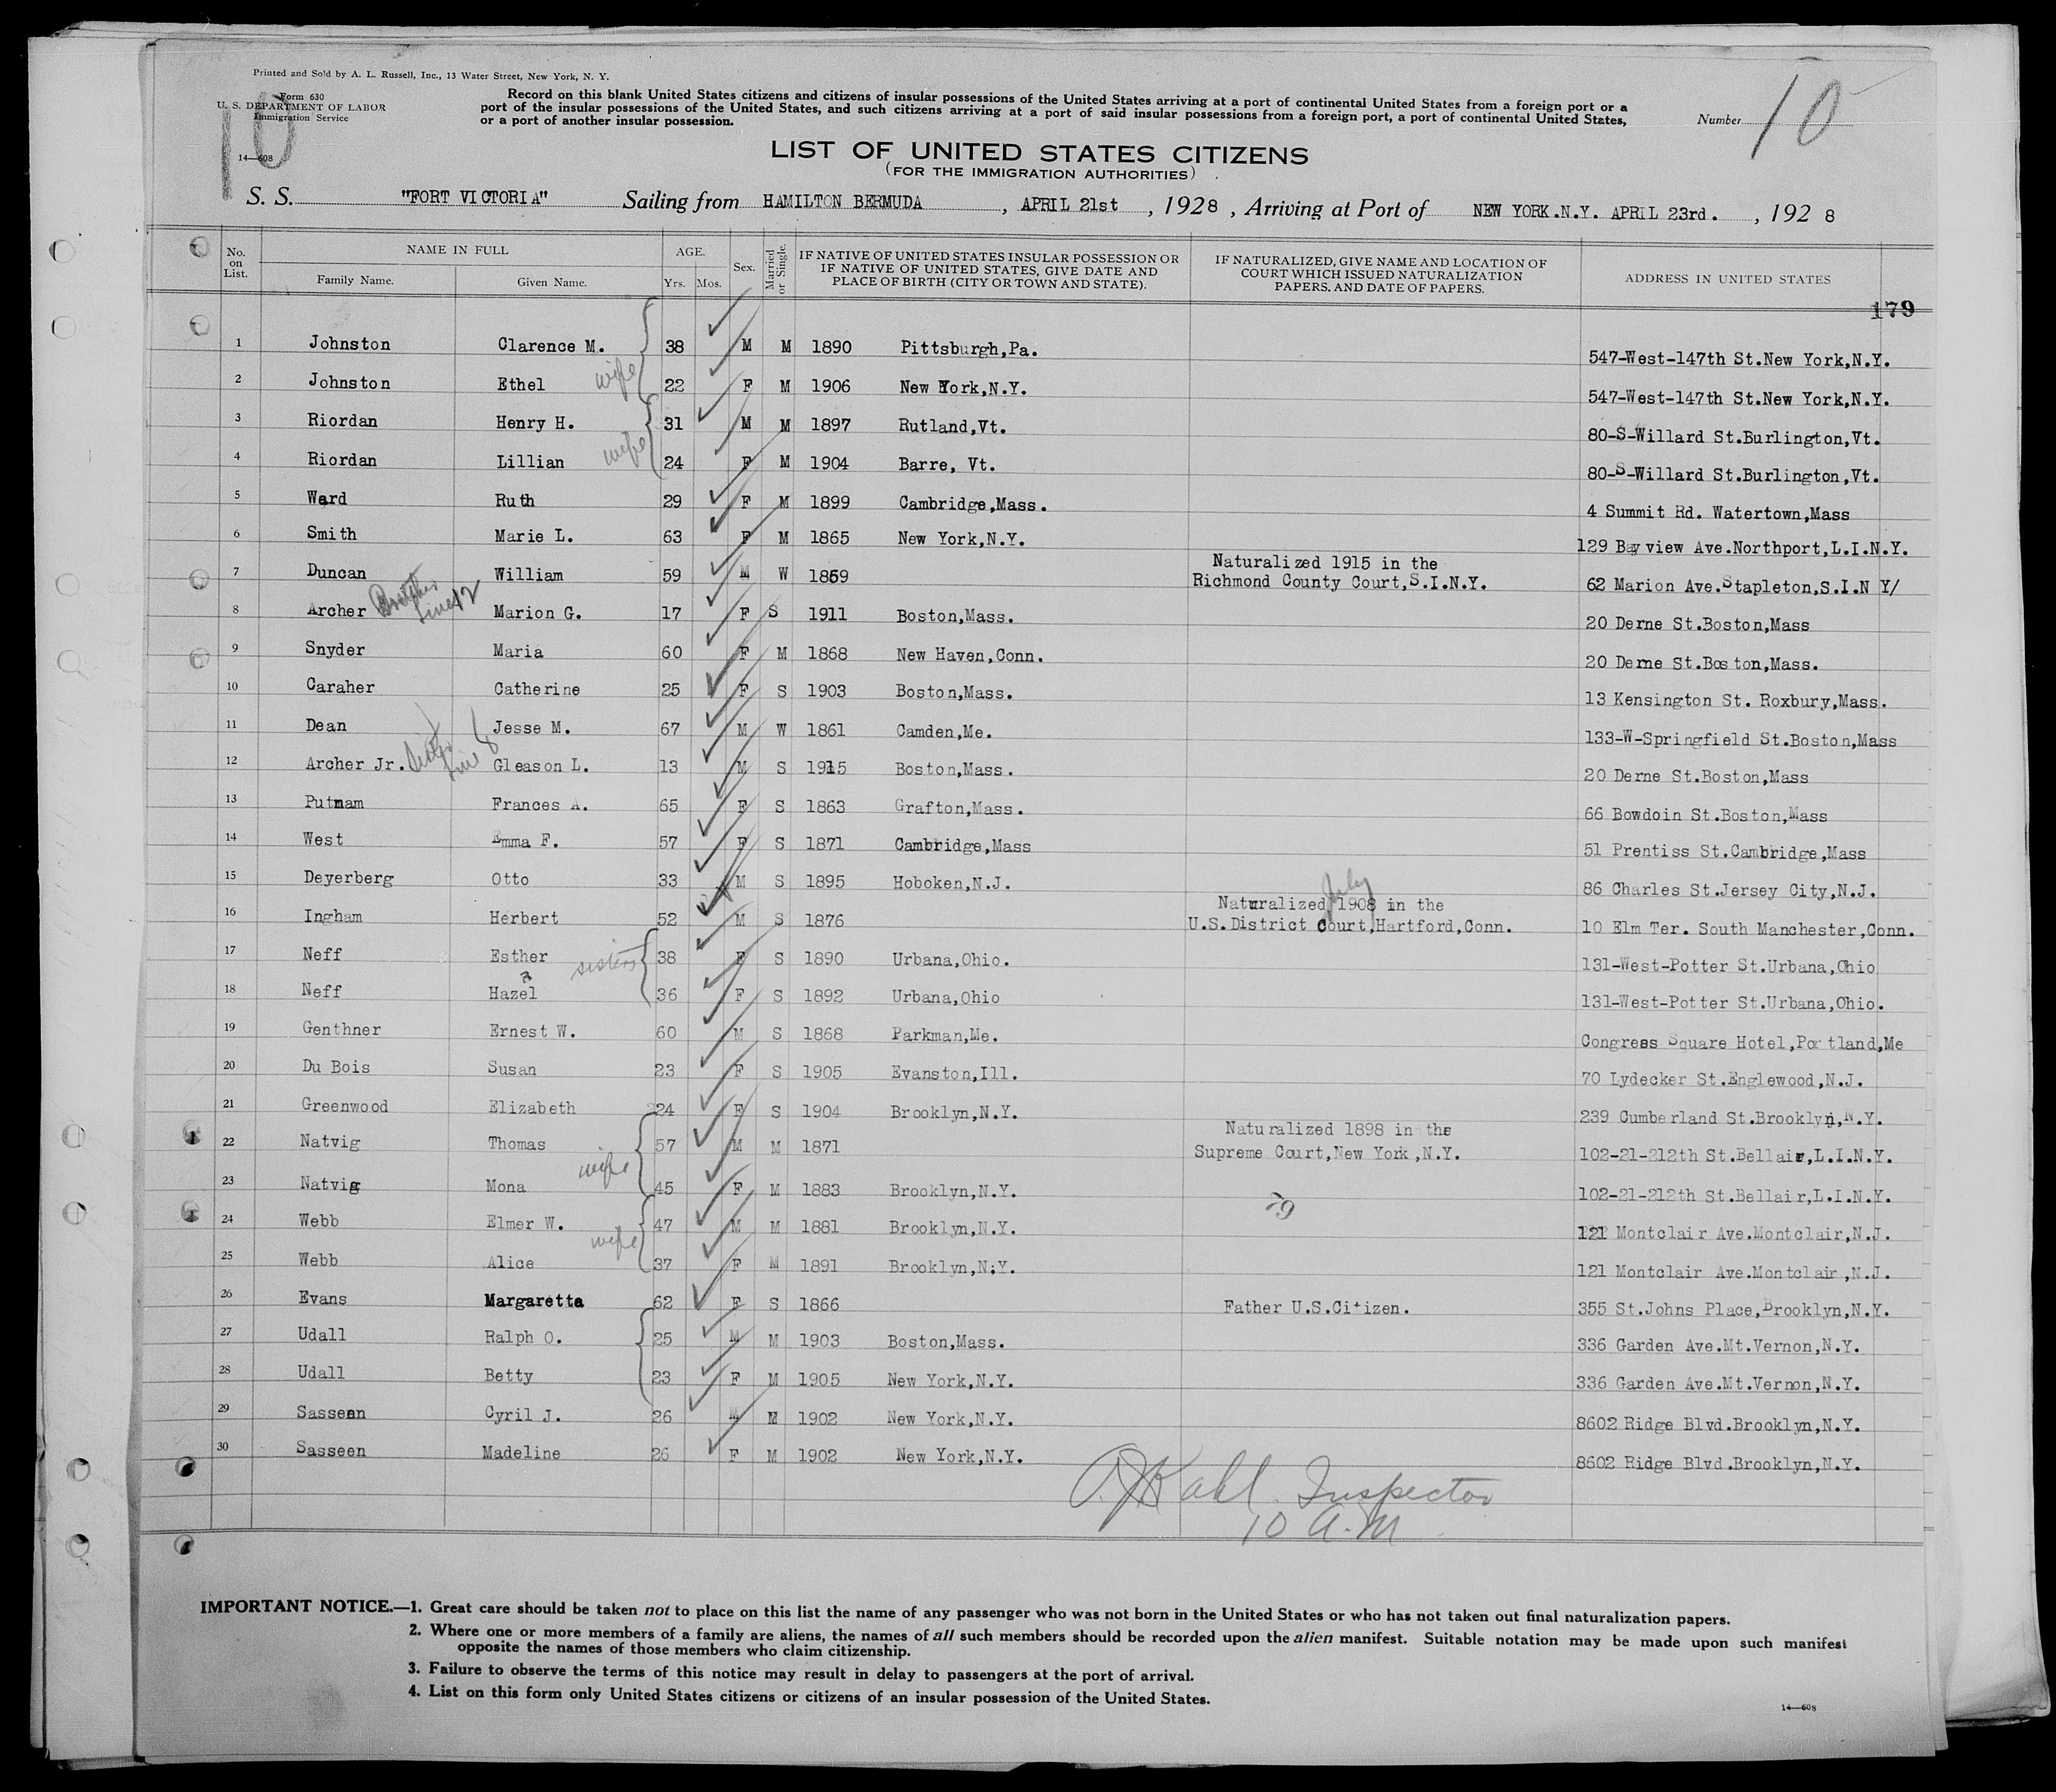 Printed and Sold by A. L. Russell, Inc., 13 Water Street, New York, N. Y.
Form 630
U. S. DEPARTMENT OF LABOR
Immigration Service
14—608
10
Record on this blank United States citizens and citizens of insular possessions of the United States arriving at a port of continental United States from a foreign port or a
port of the insular possessions of the United States, and such citizens arriving at a port of said insular possessions from a foreign port, a port of continental United States,
or a port of another insular possession.
Number 10
LIST OF UNITED STATES CITIZENS
(FOR THE IMMIGRATION AUTHORITIES)
S. S. "FORT VICTORIA" Sailing from HAMILTON BERMUDA , APRIL 21st , 1928 , Arriving at Port of NEW YORK.N.Y. APRIL 23rd. , 1928
No. on List. NAME IN FULL Family Name. Given Name. AGE. Yrs. Mos. Sex. Married or Single. IF NATIVE OF UNITED STATES INSULAR POSSESSION OR IF NATIVE OF UNITED STATES, GIVE DATE AND PLACE OF BIRTH (CITY OR TOWN AND STATE). IF NATURALIZED, GIVE NAME AND LOCATION OF COURT WHICH ISSUED NATURALIZATION PAPERS, AND DATE OF PAPERS. ADDRESS IN UNITED STATES
179
1 Johnston Clarence M. 38 M M 1890 Pittsburgh,Pa. 547-West-147th St.New York,N.Y.
2 Johnston Ethel wife 22 F M 1906 New York,N.Y. 547-West-147th St.New York,N.Y.
3 Riordan Henry H. 31 M M 1897 Rutland,Vt. 80-S-Willard St.Burlington,Vt.
4 Riordan Lillian wife 24 F M 1904 Barre, Vt. 80-S-Willard St.Burlington,Vt.
5 Ward Ruth 29 F M 1899 Cambridge,Mass. 4 Summit Rd. Watertown,Mass
6 Smith Marie L. 63 F M 1865 New York,N.Y. 129 Bay view Ave.Northport,L.I.N.Y.
7 Duncan William 59 M W 1869 Naturalized 1915 in the Richmond County Court,S.I.N.Y. 62 Marion Ave.Stapleton,S.I.N Y/
8 Archer Brother Line 12 Marion G. 17 F S 1911 Boston,Mass. 20 Derne St.Boston,Mass
9 Snyder Maria 60 F M 1868 New Haven,Conn. 20 Derne St.Boston,Mass.
10 Caraher Catherine 25 F S 1903 Boston,Mass. 13 Kensington St. Roxbury,Mass.
11 Dean Jesse M. 67 M W 1861 Camden,Me. 133-W-Springfield St.Boston,Mass
12 Archer Jr. Sister Line 8 Gleason L. 13 M S 1915 Boston,Mass. 20 Derne St.Boston,Mass
13 Putnam Frances A. 65 F S 1863 Grafton,Mass. 66 Bowdoin St.Boston,Mass
14 West Emma F. 57 F S 1871 Cambridge,Mass 51 Prentiss St.Cambridge,Mass
15 Deyerberg Otto 33 M S 1895 Hoboken,N.J. 86 Charles St.Jersey City,N.J.
16 Ingham Herbert 52 M S 1876 Naturalized July 1908 in the U.S.District Court,Hartford,Conn. 10 Elm Ter. South Manchester,Conn.
17 Neff Esther sisters 38 F S 1890 Urbana,Ohio. 131-West-Potter St.Urbana,Ohio
18 Neff Hazel 36 F S 1892 Urbana,Ohio 131-West-Potter St.Urbana,Ohio.
19 Genthner Ernest W. 60 M S 1868 Parkman,Me. Congress Square Hotel,Portland,Me
20 Du Bois Susan 23 F S 1905 Evanston,Ill. 70 Lydecker St.Englewood,N.J.
21 Greenwood Elizabeth 24 F S 1904 Brooklyn,N.Y. 239 Cumberland St.Brooklyn,N.Y.
22 Natvig Thomas 57 M M 1871 Naturalized 1898 in the Supreme Court,New York,N.Y. 102-21-212th St.Bellair,L.I.N.Y.
23 Natvig Mona wife 45 F M 1883 Brooklyn,N.Y. 102-21-212th St.Bellair,L.I.N.Y.
79
24 Webb Elmer W. 47 M M 1881 Brooklyn,N.Y. 121 Montclair Ave.Montclair,N.J.
25 Webb Alice wife 37 F M 1891 Brooklyn,N.Y. 121 Montclair Ave.Montclair,N.J.
26 Evans Margaretta 62 F S 1866 Father U.S.Citizen. 355 St.Johns Place,Brooklyn,N.Y.
27 Udall Ralph O. 25 M M 1903 Boston,Mass. 336 Garden Ave.Mt.Vernon,N.Y.
28 Udall Betty 23 F M 1905 New York,N.Y. 336 Garden Ave.Mt.Vernon,N.Y.
29 Sasseen Cyril J. 26 M M 1902 New York,N.Y. 8602 Ridge Blvd.Brooklyn,N.Y.
30 Sasseen Madeline 26 F M 1902 New York,N.Y. 8602 Ridge Blvd.Brooklyn,N.Y.
Kahl Inspector
10 A.M
IMPORTANT NOTICE.—1. Great care should be taken not to place on this list the name of any passenger who was not born in the United States or who has not taken out final naturalization papers.
2. Where one or more members of a family are aliens, the names of all such members should be recorded upon the alien manifest. Suitable notation may be made upon such manifest
opposite the names of those members who claim citizenship.
3. Failure to observe the terms of this notice may result in delay to passengers at the port of arrival.
4. List on this form only United States citizens or citizens of an insular possession of the United States.
14—608